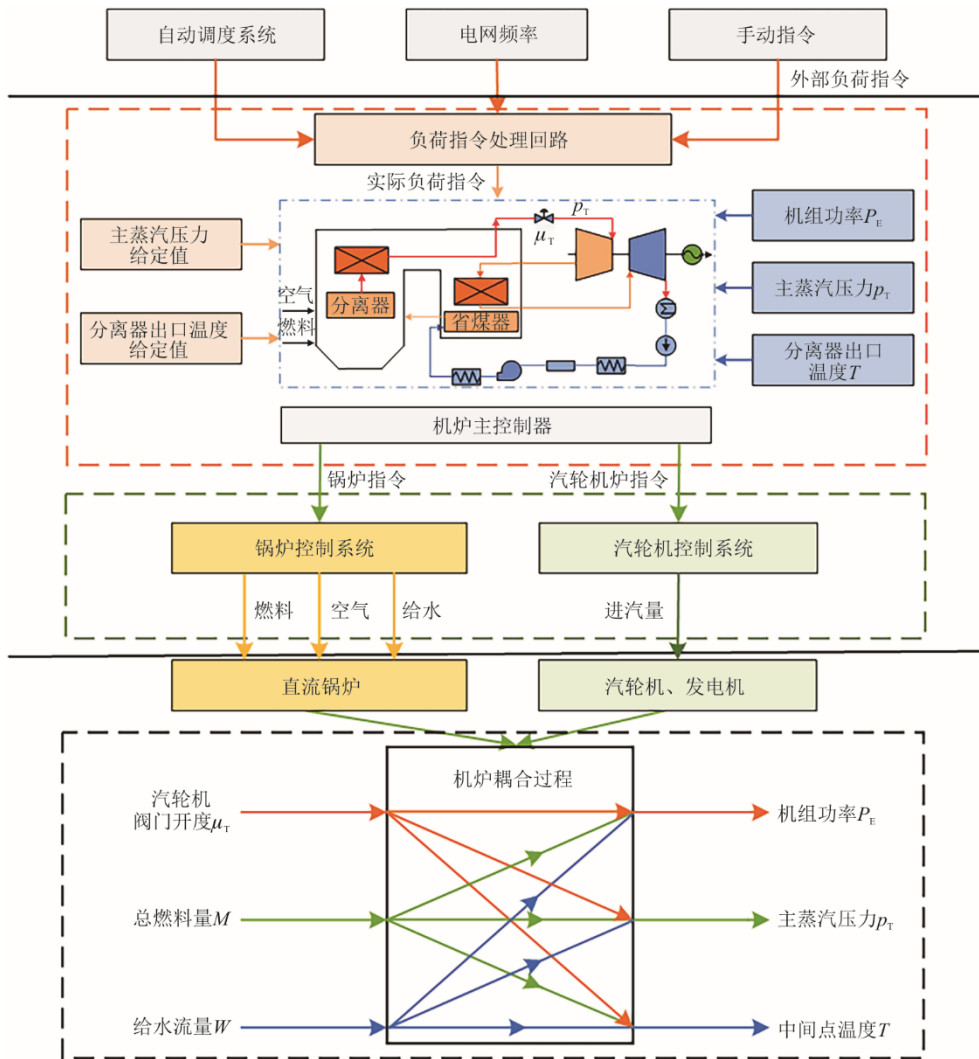 自动调度系统
电网频率
手动指令
外部负荷指令
负荷指令处理回路
实际负荷指令
主蒸汽压力
给定值
分离器出口温度
给定值
空气
燃料
分离器
省煤器
μT
pT
Σ
机组功率PE
主蒸汽压力pT
分离器出口
温度T
机炉主控制器
锅炉指令
汽轮机炉指令
锅炉控制系统
汽轮机控制系统
燃料
空气
给水
进汽量
直流锅炉
汽轮机、发电机
机炉耦合过程
汽轮机
阀门开度μT
机组功率PE
总燃料量M
主蒸汽压力pT
给水流量W
中间点温度T